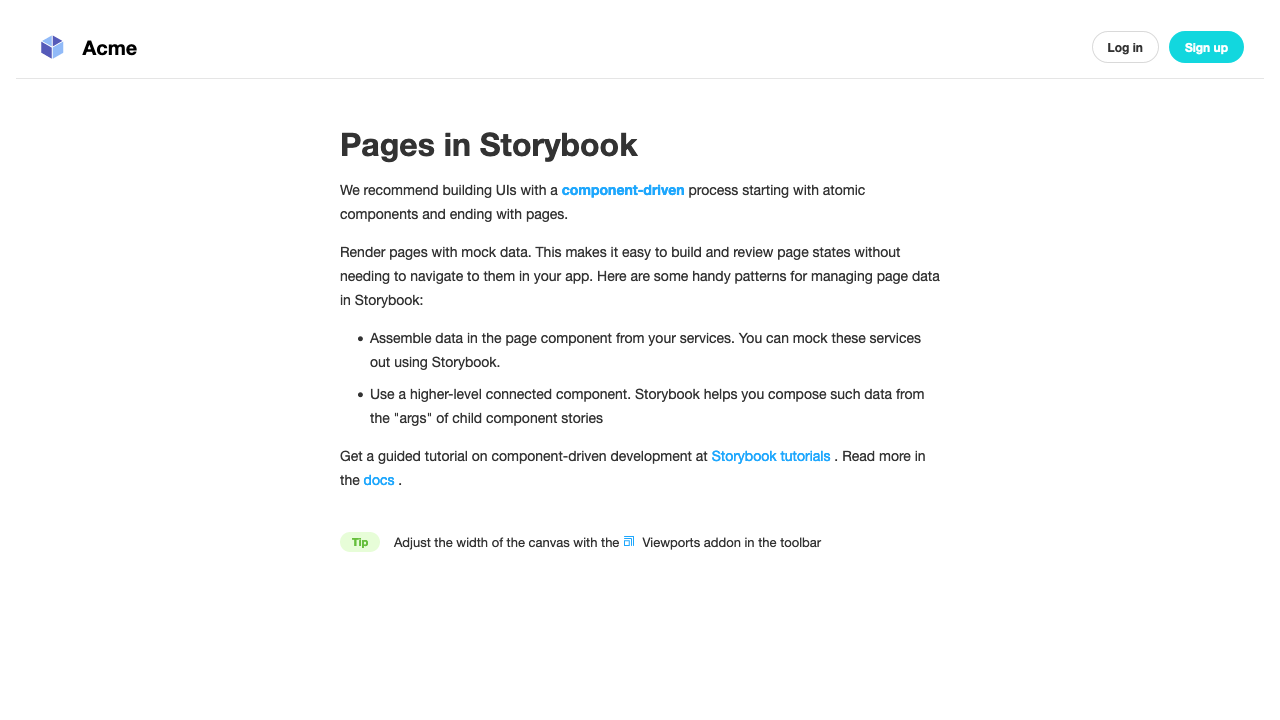 Acme
Log in
Sign up
Pages in Storybook
We recommend building UIs with a component-driven process starting with atomic
components and ending with pages.
Render pages with mock data. This makes it easy to build and review page states without
needing to navigate to them in your app. Here are some handy patterns for managing page data
in Storybook:
• Assemble data in the page component from your services. You can mock these services
out using Storybook.
• Use a higher-level connected component. Storybook helps you compose such data from
the "args" of child component stories
Get a guided tutorial on component-driven development at Storybook tutorials . Read more in
the docs .
Tip Adjust the width of the canvas with the Viewports addon in the toolbar